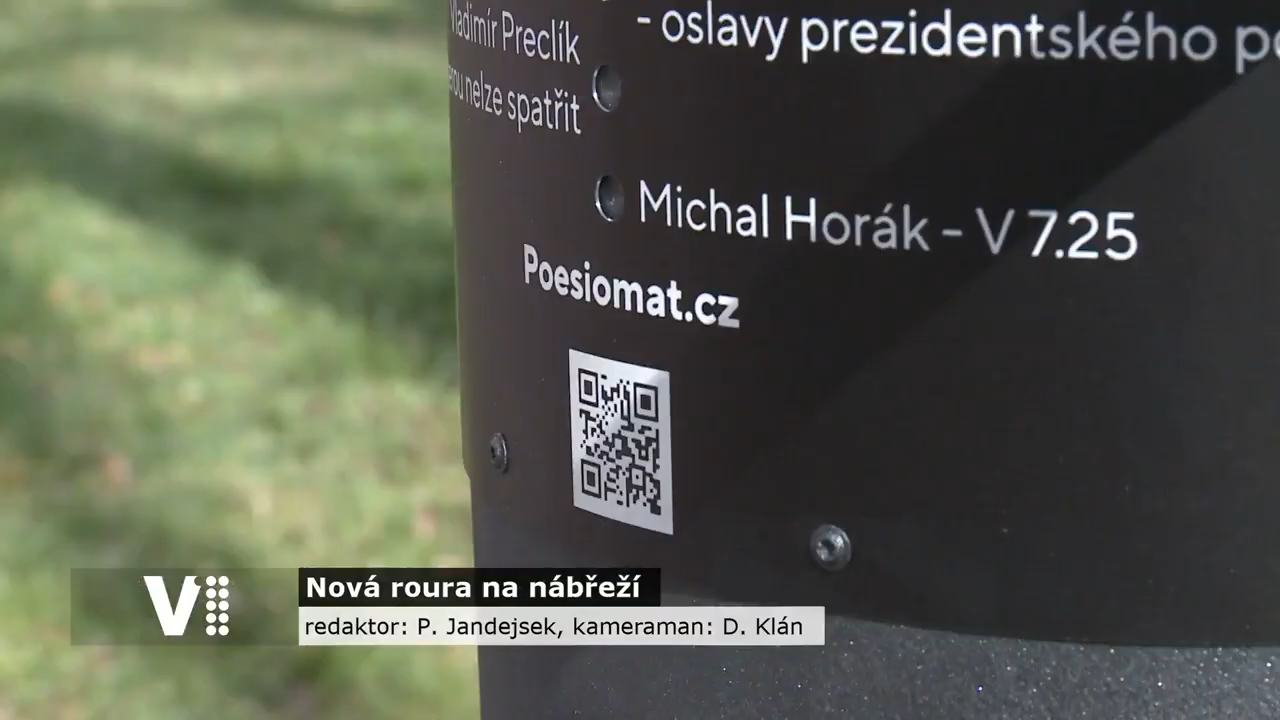 Vladimír Preclík
nelze spatřit
- oslavy prezidentského
Michal Horák - V 7.25
Poesiomat.cz
V
Nová roura na nábřeží
redaktor: P. Jandejsek, kameraman: D. Klán